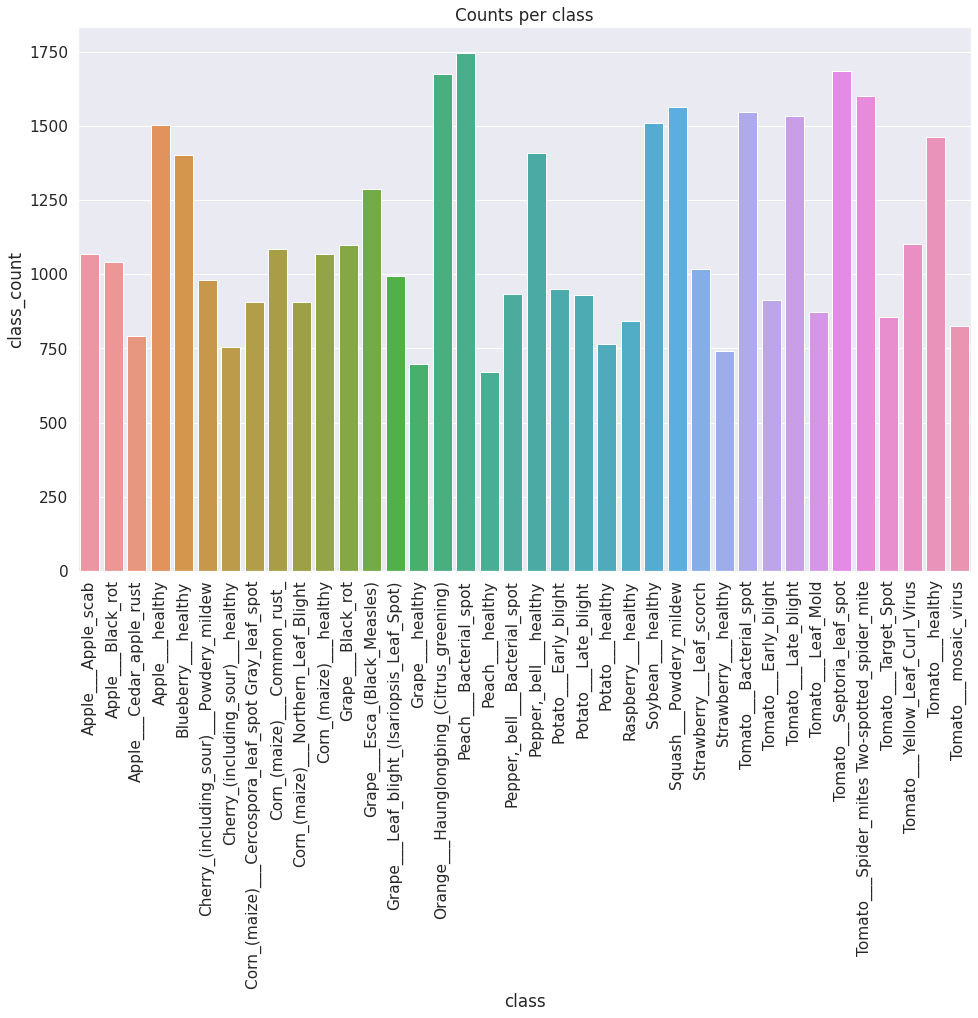 Counts per class
class_count
1750
1500
1250
1000
750
500
250
0
Apple___Apple_scab
Apple___Black_rot
Apple___Cedar_apple_rust
Apple___healthy
Blueberry___healthy
Cherry_(including_sour)___Powdery_mildew
Cherry_(including_sour)___healthy
Corn_(maize)___Cercospora_leaf_spot Gray_leaf_spot
Corn_(maize)___Common_rust_
Corn_(maize)___Northern_Leaf_Blight
Corn_(maize)___healthy
Grape___Black_rot
Grape___Esca_(Black_Measles)
Grape___Leaf_blight_(Isariopsis_Leaf_Spot)
Grape___healthy
Orange___Haunglongbing_(Citrus_greening)
Peach___Bacterial_spot
Peach___healthy
Pepper,_bell___Bacterial_spot
Pepper,_bell___healthy
Potato___Early_blight
Potato___Late_blight
Potato___healthy
Raspberry___healthy
Soybean___healthy
Squash___Powdery_mildew
Strawberry___Leaf_scorch
Strawberry___healthy
Tomato___Bacterial_spot
Tomato___Early_blight
Tomato___Late_blight
Tomato___Leaf_Mold
Tomato___Septoria_leaf_spot
Tomato___Spider_mites Two-spotted_spider_mite
Tomato___Target_Spot
Tomato___Yellow_Leaf_Curl_Virus
Tomato___healthy
Tomato___mosaic_virus
class